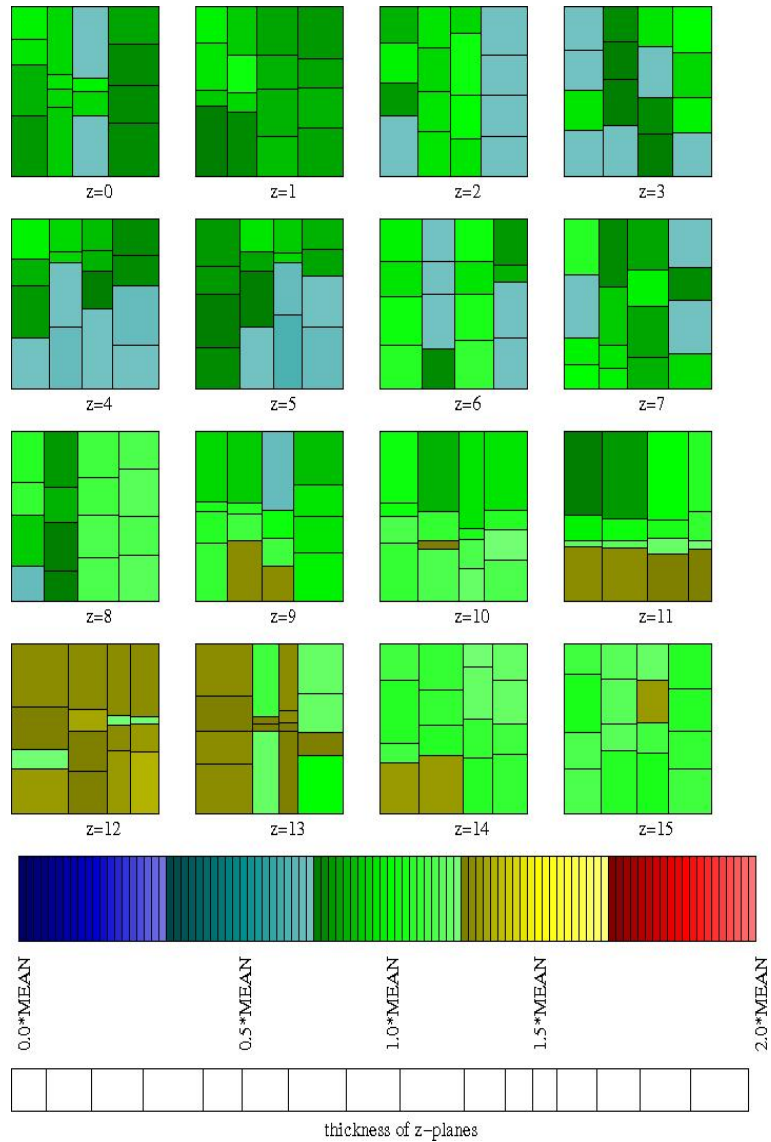 z=0 z=1 z=2 z=3
z=4 z=5 z=6 z=7
z=8 z=9 z=10 z=11
z=12 z=13 z=14 z=15
0.0*MEAN
0.5*MEAN
1.0*MEAN
1.5*MEAN
2.0*MEAN
thickness of z-planes